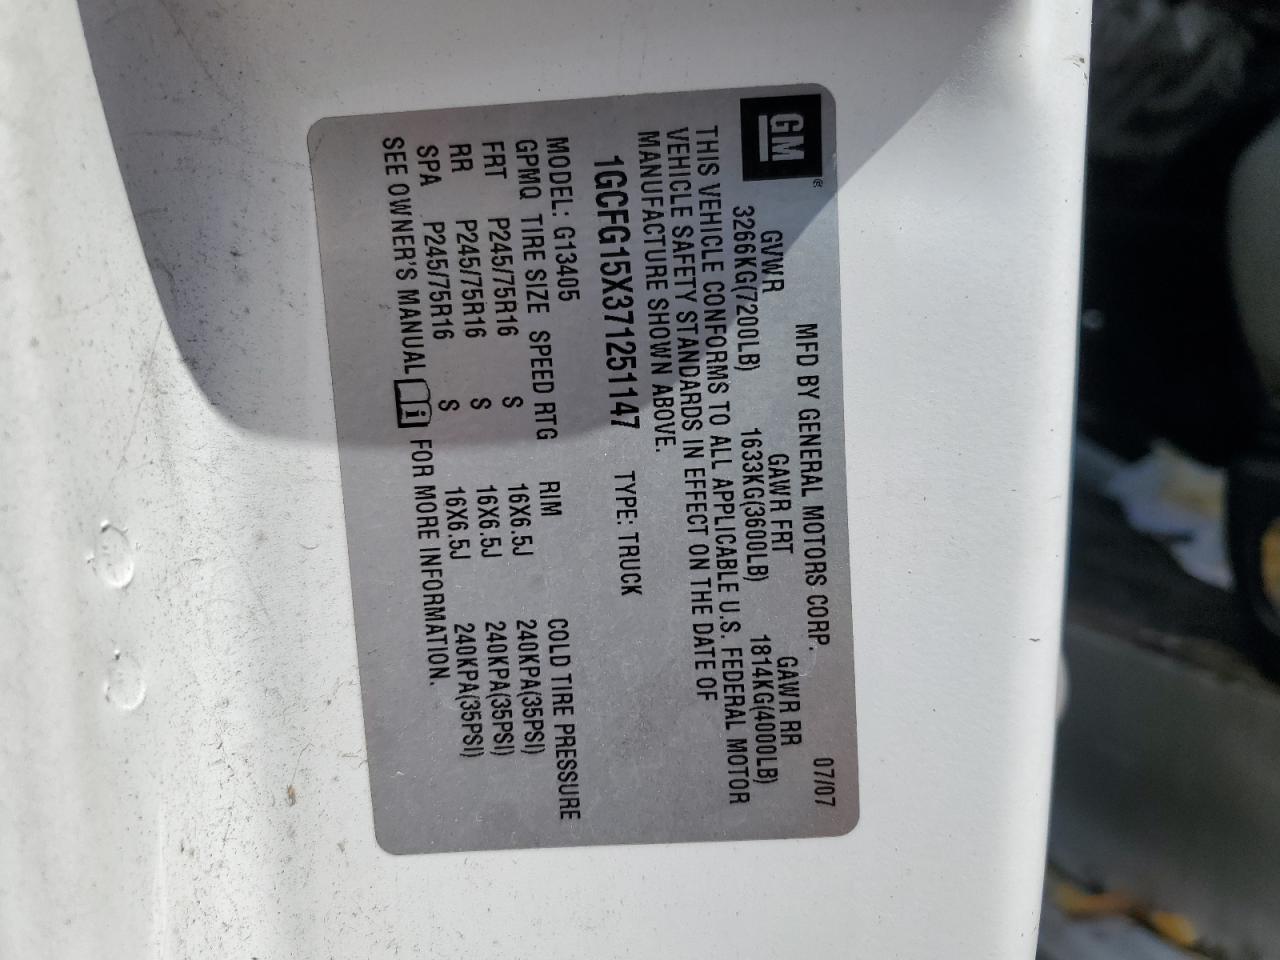 GM®
MFD BY GENERAL MOTORS CORP. 07/07
GVWR GAWR FRT GAWR RR
3266KG(7200LB) 1633KG(3600LB) 1814KG(4000LB)
THIS VEHICLE CONFORMS TO ALL APPLICABLE U.S. FEDERAL MOTOR
VEHICLE SAFETY STANDARDS IN EFFECT ON THE DATE OF
MANUFACTURE SHOWN ABOVE.
1GCFG15X371251147 TYPE: TRUCK
MODEL: G13405
GPMQ TIRE SIZE SPEED RTG RIM COLD TIRE PRESSURE
FRT P245/75R16 S 16X6.5J 240KPA(35PSI)
RR P245/75R16 S 16X6.5J 240KPA(35PSI)
SPA P245/75R16 S 16X6.5J 240KPA(35PSI)
SEE OWNER'S MANUAL i FOR MORE INFORMATION.